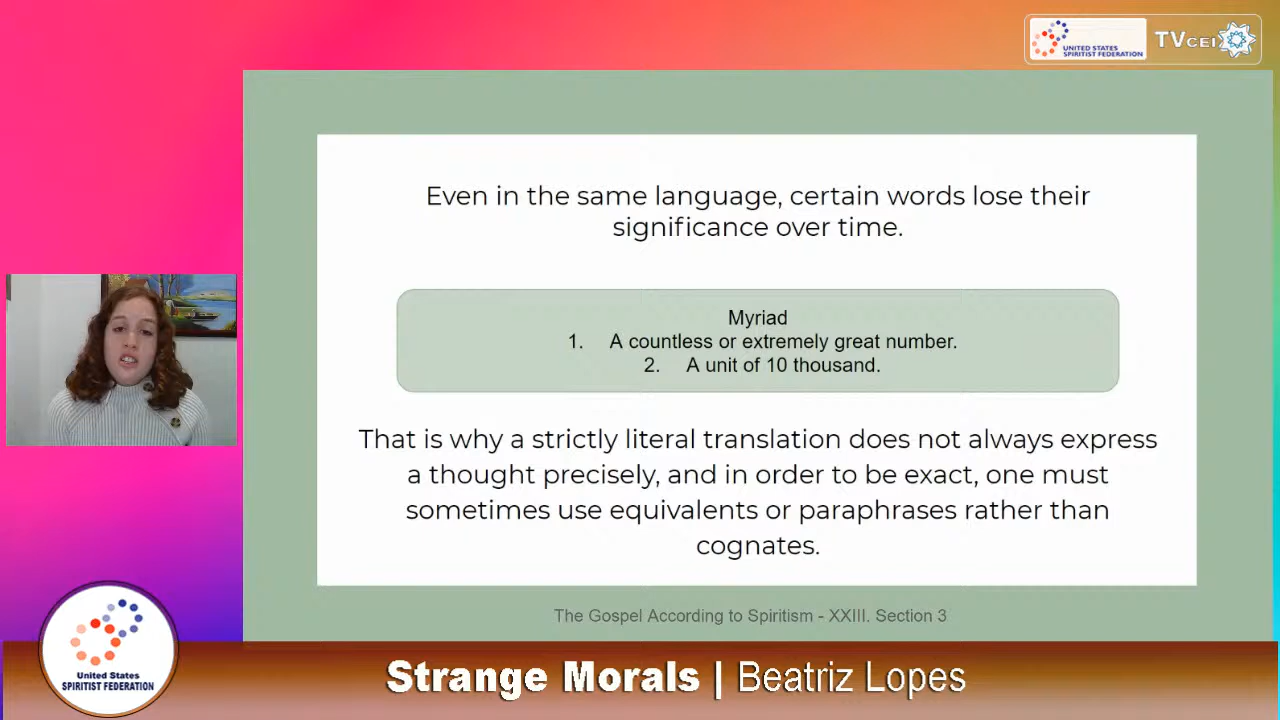 UNITED STATES
SPIRITIST FEDERATION
TVCEI
Even in the same language, certain words lose their
significance over time.
Myriad
1. A countless or extremely great number.
2. A unit of 10 thousand.
That is why a strictly literal translation does not always express
a thought precisely, and in order to be exact, one must
sometimes use equivalents or paraphrases rather than
cognates.
The Gospel According to Spiritism - XXIII. Section 3
United States
SPIRITIST FEDERATION
Strange Morals | Beatriz Lopes